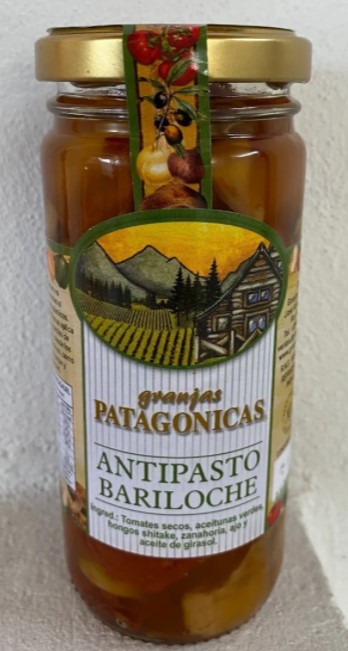 granjas
PATAGONICAS
ANTIPASTO
BARILOCHE
Ingred.: Tomates secos, aceitunas verdes,
hongos shitake, zanahoria, ajo y
aceite de girasol.